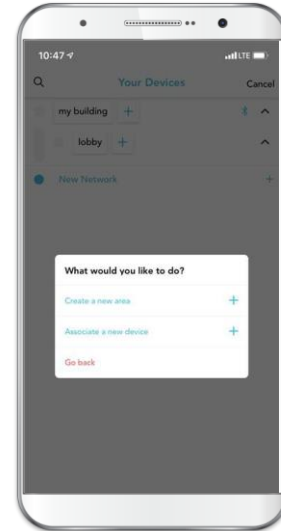 10:47
LTE
Your Devices
Cancel
my building +
lobby +
New Network +
What would you like to do?
Create a new area +
Associate a new device +
Go back